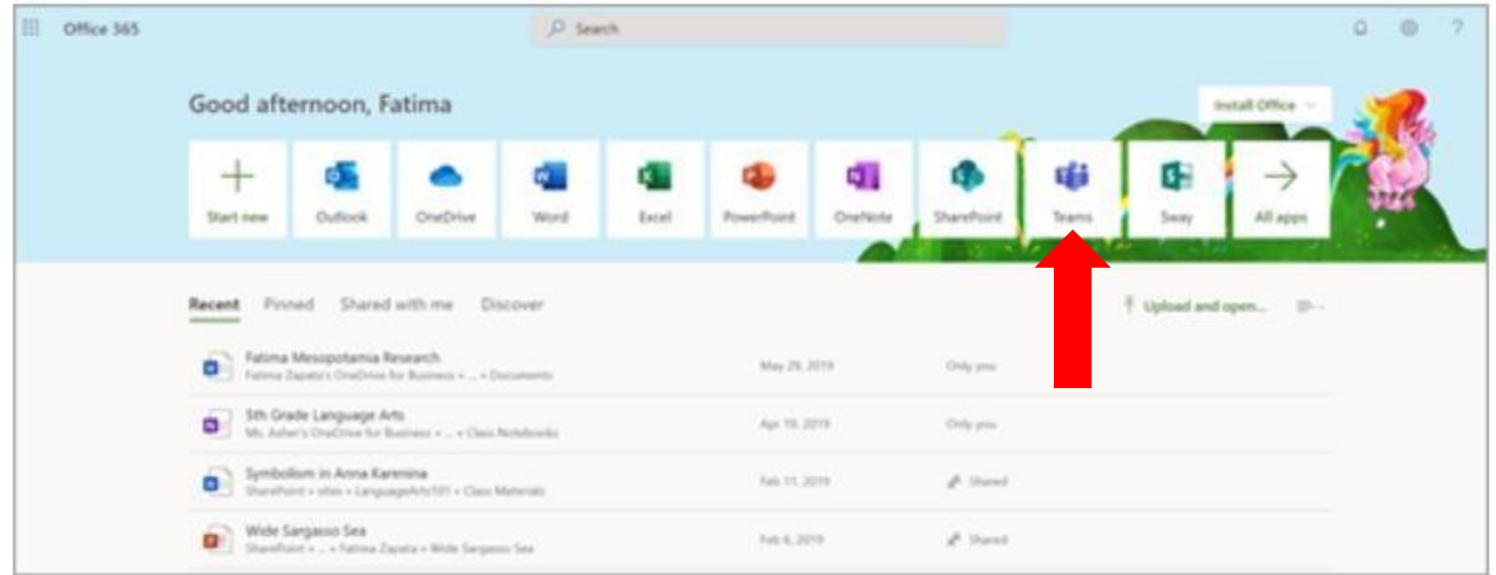 Office 365
Search
?
Good afternoon, Fatima
Install Office
Start new
Outlook
OneDrive
Word
Excel
PowerPoint
OneNote
SharePoint
Teams
Sway
All apps
Recent Pinned Shared with me Discover
Upload and open...
Fatima Mesopotamia Research
May 29, 2019
Only you
Fatima Zapata's OneDrive for Business » ... » Documents
5th Grade Language Arts
Apr 19, 2019
Only you
Ms. Asher's OneDrive for Business » ... » Class Notebooks
Symbolism in Anna Karenina
Feb 11, 2019
Shared
SharePoint » sites » LanguageArts101 » Class Materials
Wide Sargasso Sea
Feb 6, 2019
Shared
SharePoint » ... » Fatima Zapata » Wide Sargasso Sea